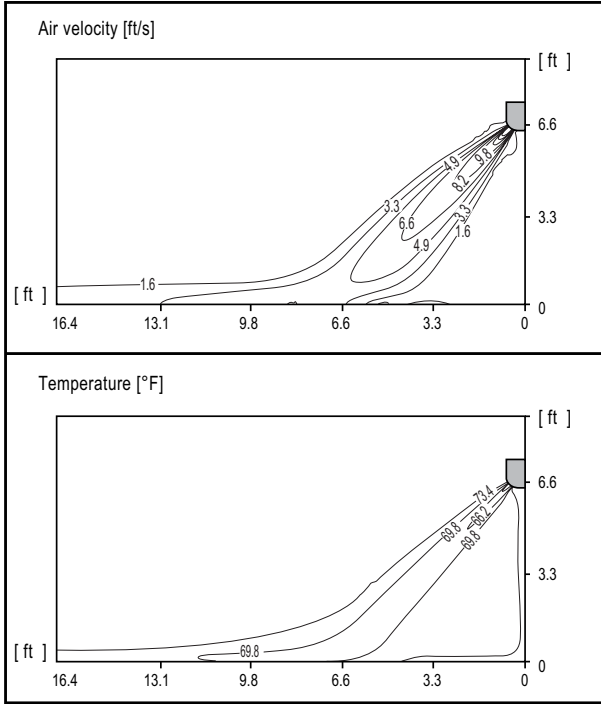 Air velocity [ft/s]
[ ft ]
6.6
4.9
9.8
8.2
3.3
3.3
3.3
6.6
1.6
4.9
1.6
[ ft ]
0
16.4 13.1 9.8 6.6 3.3 0
Temperature [°F]
[ ft ]
6.6
73.4
66.2
69.8
69.8
3.3
69.8
[ ft ]
0
16.4 13.1 9.8 6.6 3.3 0